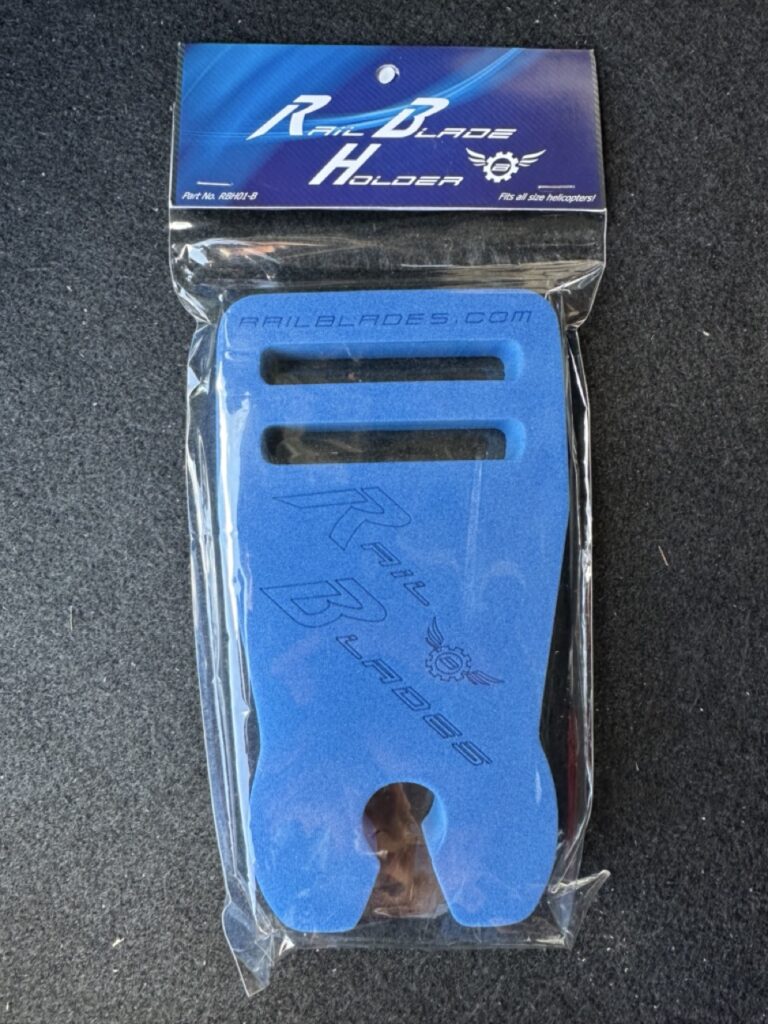 Rail Blade
Holder
B
Part No. RBH01-B
Fits all size helicopters!
RAILBLADES.COM
Rail
Blades
B